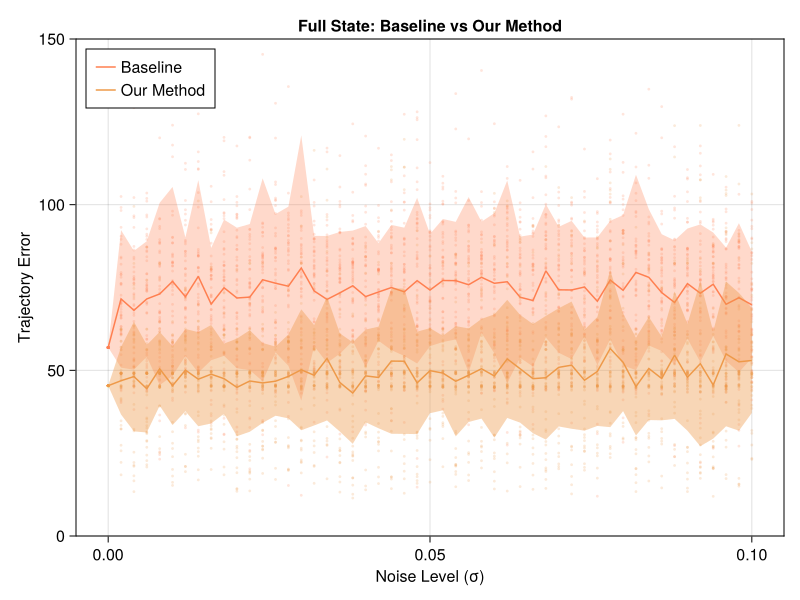 Full State: Baseline vs Our Method
Baseline
Our Method
Trajectory Error
150
100
50
0
0.00
0.05
0.10
Noise Level (σ)